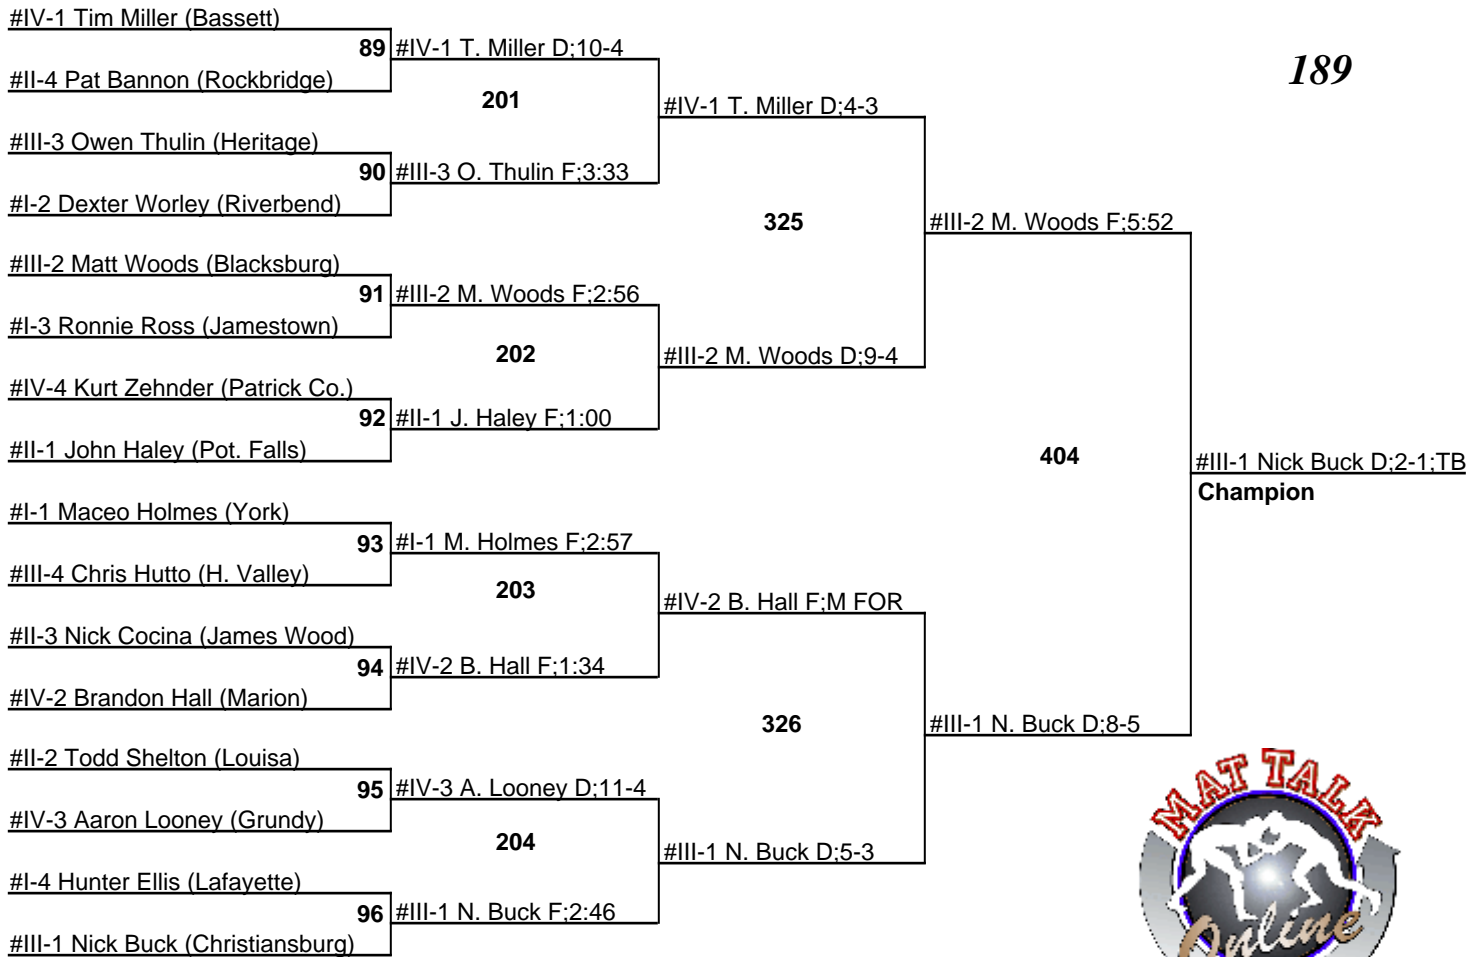 #IV-1 Tim Miller (Bassett)
89 #IV-1 T. Miller D;10-4
189
#II-4 Pat Bannon (Rockbridge)
201
#IV-1 T. Miller D;4-3
#III-3 Owen Thulin (Heritage)
90 #III-3 O. Thulin F;3:33
#I-2 Dexter Worley (Riverbend)
325
#III-2 M. Woods F;5:52
#III-2 Matt Woods (Blacksburg)
91 #III-2 M. Woods F;2:56
#I-3 Ronnie Ross (Jamestown)
202
#III-2 M. Woods D;9-4
#IV-4 Kurt Zehnder (Patrick Co.)
92 #II-1 J. Haley F;1:00
#II-1 John Haley (Pot. Falls)
404
#III-1 Nick Buck D;2-1;TB
Champion
#I-1 Maceo Holmes (York)
93 #I-1 M. Holmes F;2:57
#III-4 Chris Hutto (H. Valley)
203
#IV-2 B. Hall F;M FOR
#II-3 Nick Cocina (James Wood)
94 #IV-2 B. Hall F;1:34
#IV-2 Brandon Hall (Marion)
326
#III-1 N. Buck D;8-5
#II-2 Todd Shelton (Louisa)
95 #IV-3 A. Looney D;11-4
#IV-3 Aaron Looney (Grundy)
204
#III-1 N. Buck D;5-3
#I-4 Hunter Ellis (Lafayette)
96 #III-1 N. Buck F;2:46
#III-1 Nick Buck (Christiansburg)
MAT TALK
Online